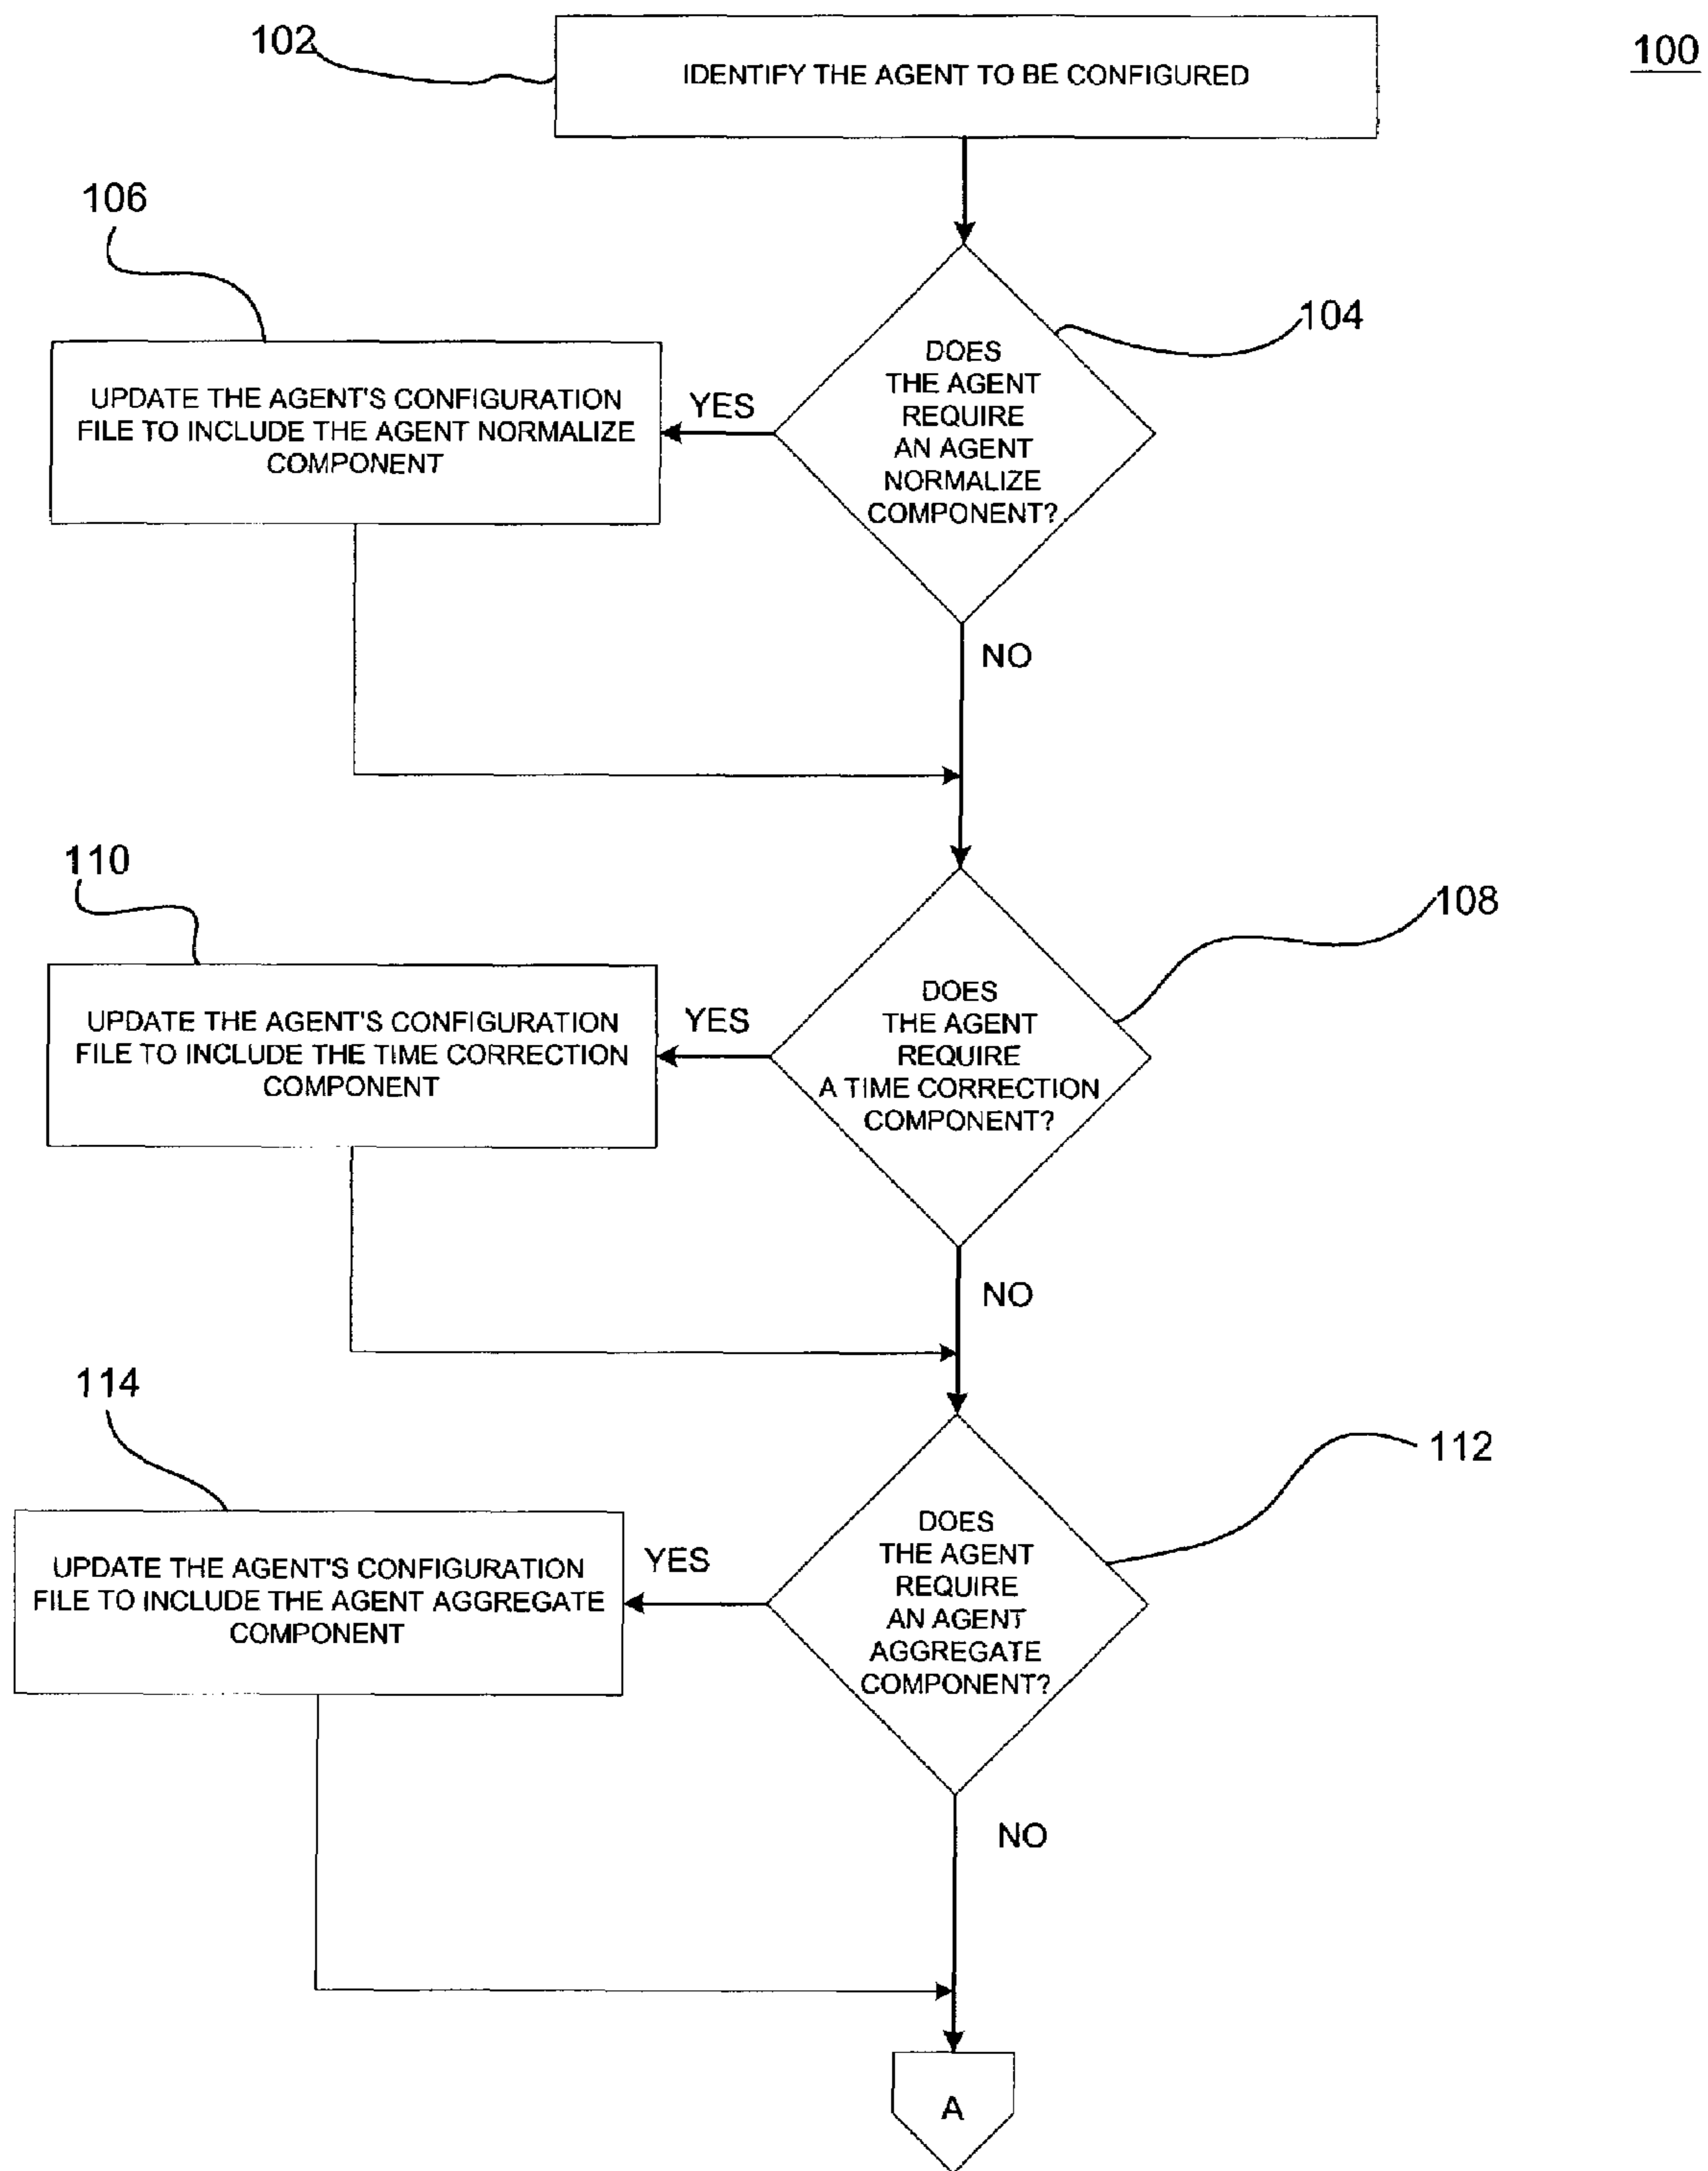 102
IDENTIFY THE AGENT TO BE CONFIGURED
100
106
104
DOES
THE AGENT
REQUIRE
AN AGENT
NORMALIZE
COMPONENT?
YES
UPDATE THE AGENT'S CONFIGURATION
FILE TO INCLUDE THE AGENT NORMALIZE
COMPONENT
NO
110
108
DOES
THE AGENT
REQUIRE
A TIME CORRECTION
COMPONENT?
YES
UPDATE THE AGENT'S CONFIGURATION
FILE TO INCLUDE THE TIME CORRECTION
COMPONENT
NO
114
112
DOES
THE AGENT
REQUIRE
AN AGENT
AGGREGATE
COMPONENT?
YES
UPDATE THE AGENT'S CONFIGURATION
FILE TO INCLUDE THE AGENT AGGREGATE
COMPONENT
NO
A